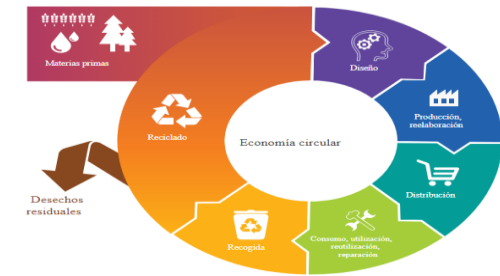 Materias primas
Diseño
Producción,
reelaboración
Distribución
Consumo, utilización,
reutilización,
reparación
Recogida
Reciclado
Desechos
residuales
Economía circular